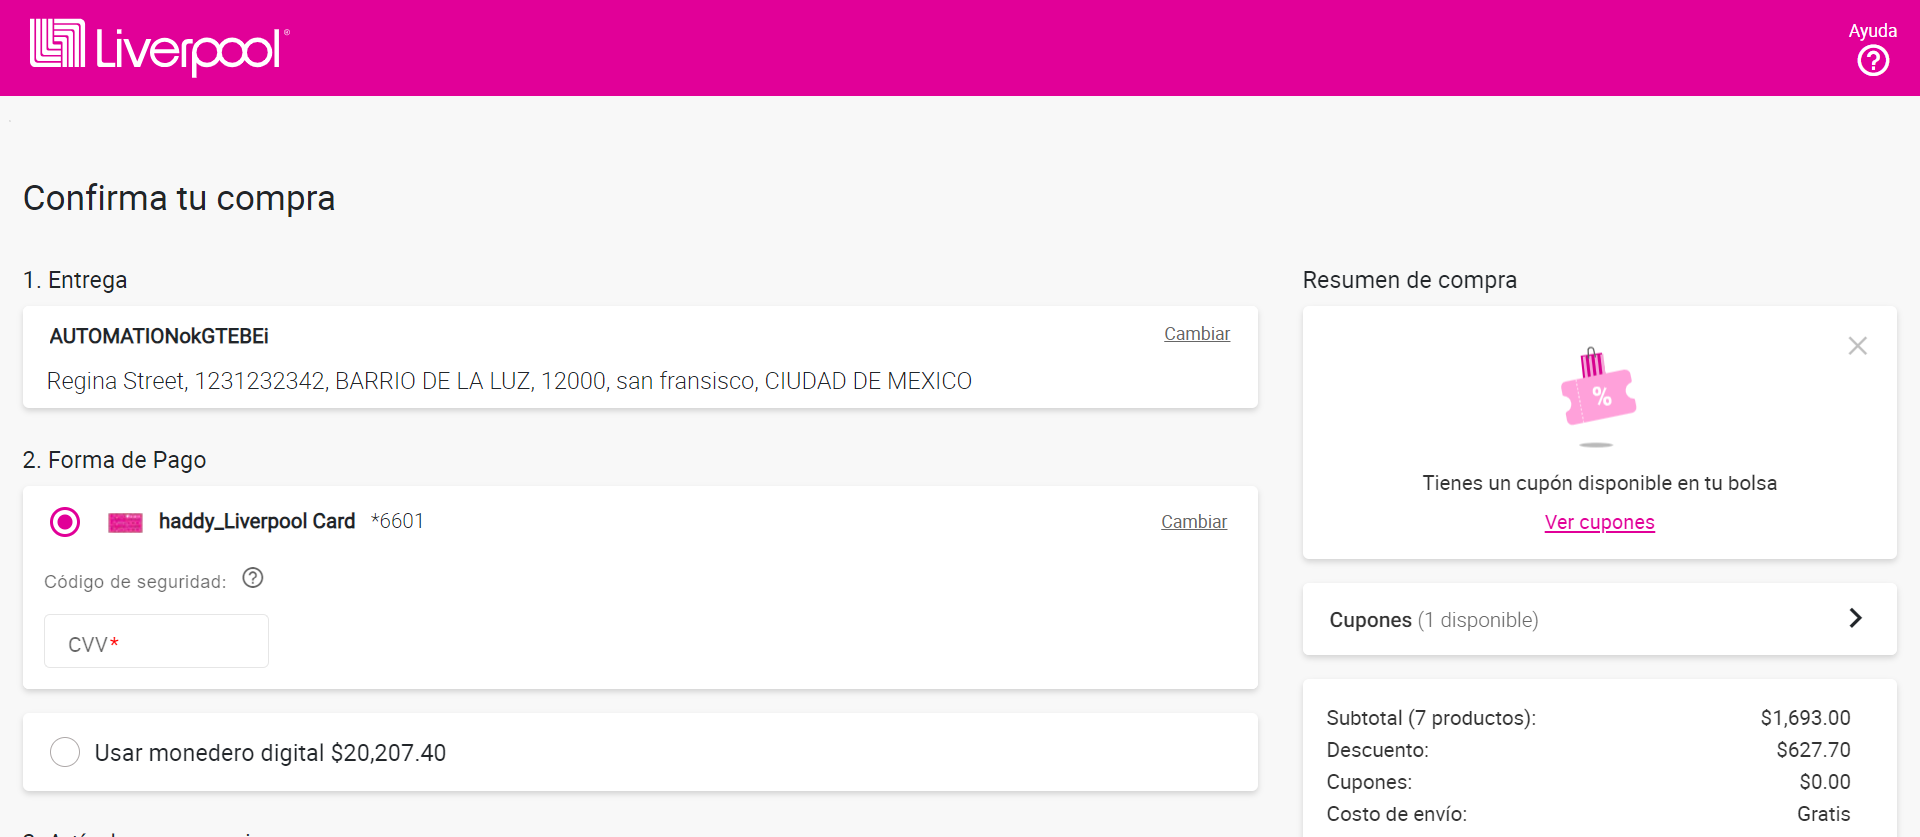 Liverpool®
Ayuda
?
Confirma tu compra
1. Entrega
AUTOMATIONokGTEBEi
Cambiar
Regina Street, 1231232342, BARRIO DE LA LUZ, 12000, san fransisco, CIUDAD DE MEXICO
2. Forma de Pago
haddy_Liverpool Card *6601
Cambiar
Código de seguridad: ?
CVV*
Usar monedero digital $20,207.40
Resumen de compra
%
Tienes un cupón disponible en tu bolsa
Ver cupones
Cupones (1 disponible)
Subtotal (7 productos): $1,693.00
Descuento: $627.70
Cupones: $0.00
Costo de envío: Gratis